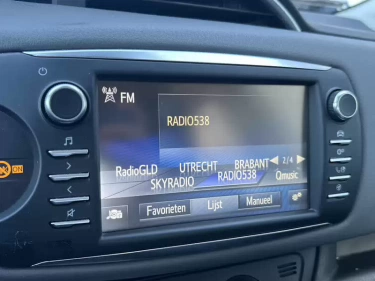 FM
RADIO538
2/4
RadioGLD UTRECHT BRABANT
SKYRADIO RADIO538 Qmusic
Favorieten Lijst Manueel